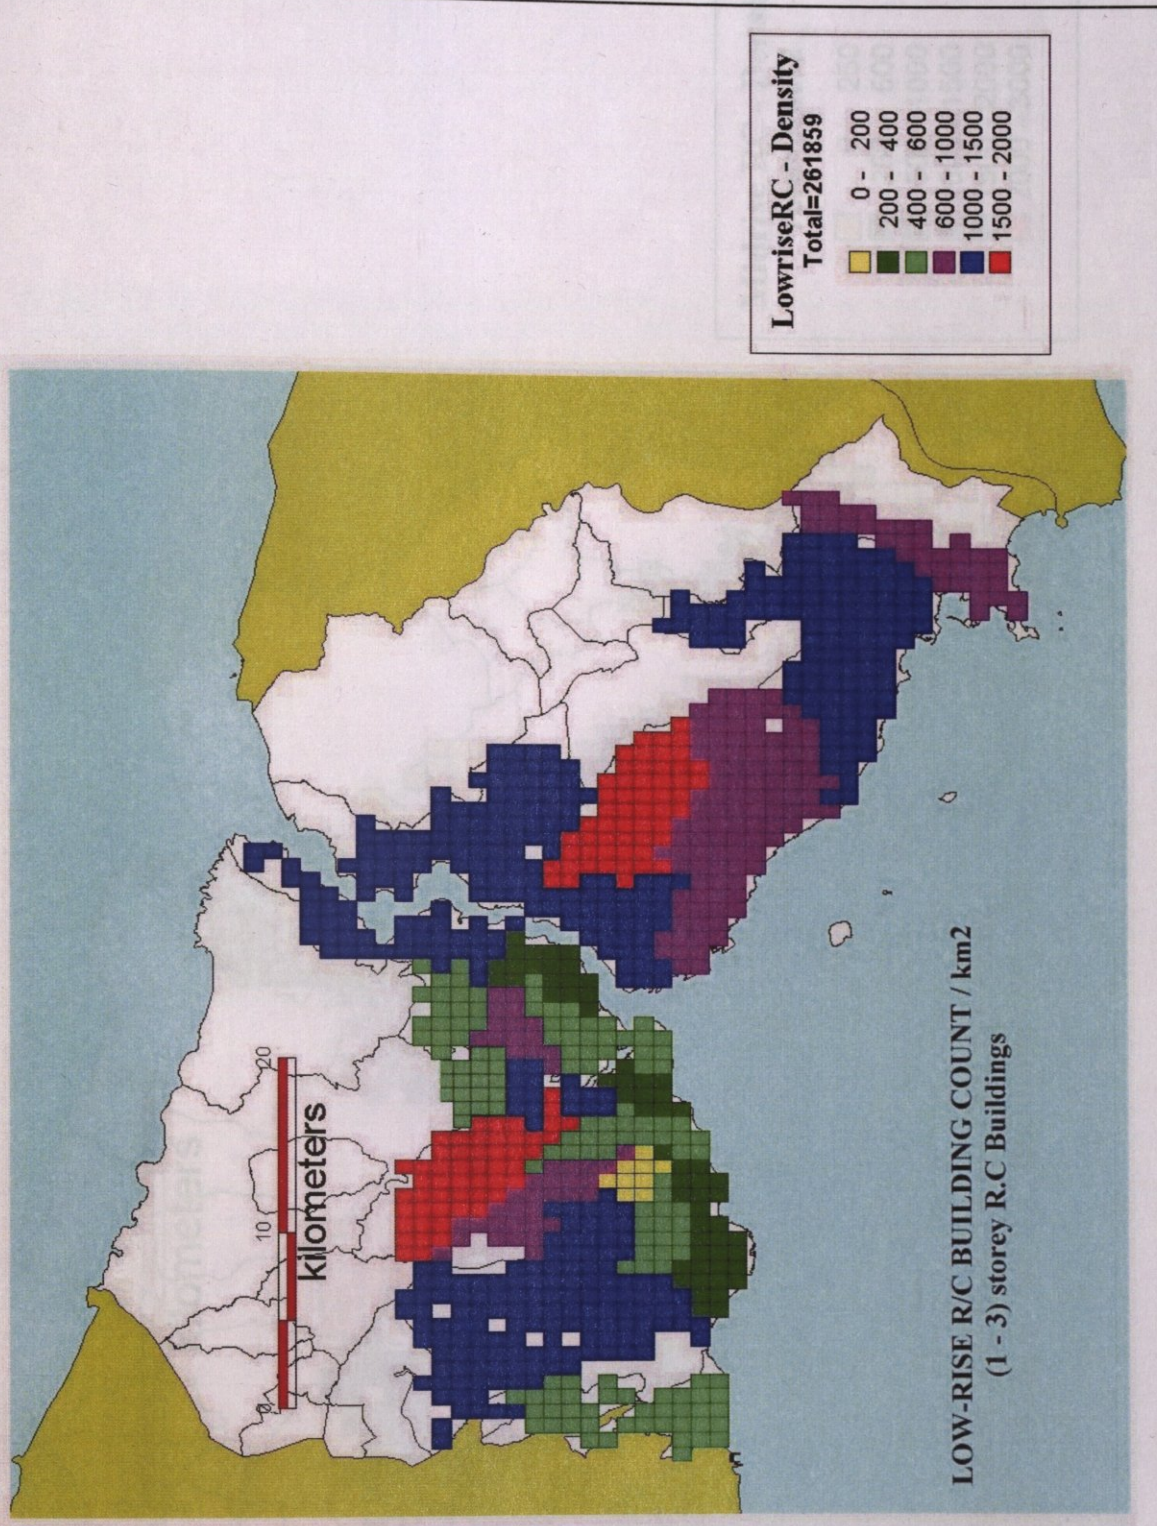 LowriseRC - Density
Total=261859
0 - 200
200 - 400
400 - 600
600 - 1000
1000 - 1500
1500 - 2000
0 10 20
kilometers
LOW-RISE R/C BUILDING COUNT / km2
(1 - 3) storey R.C Buildings